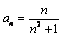 aₙ = n / (n² + 1)